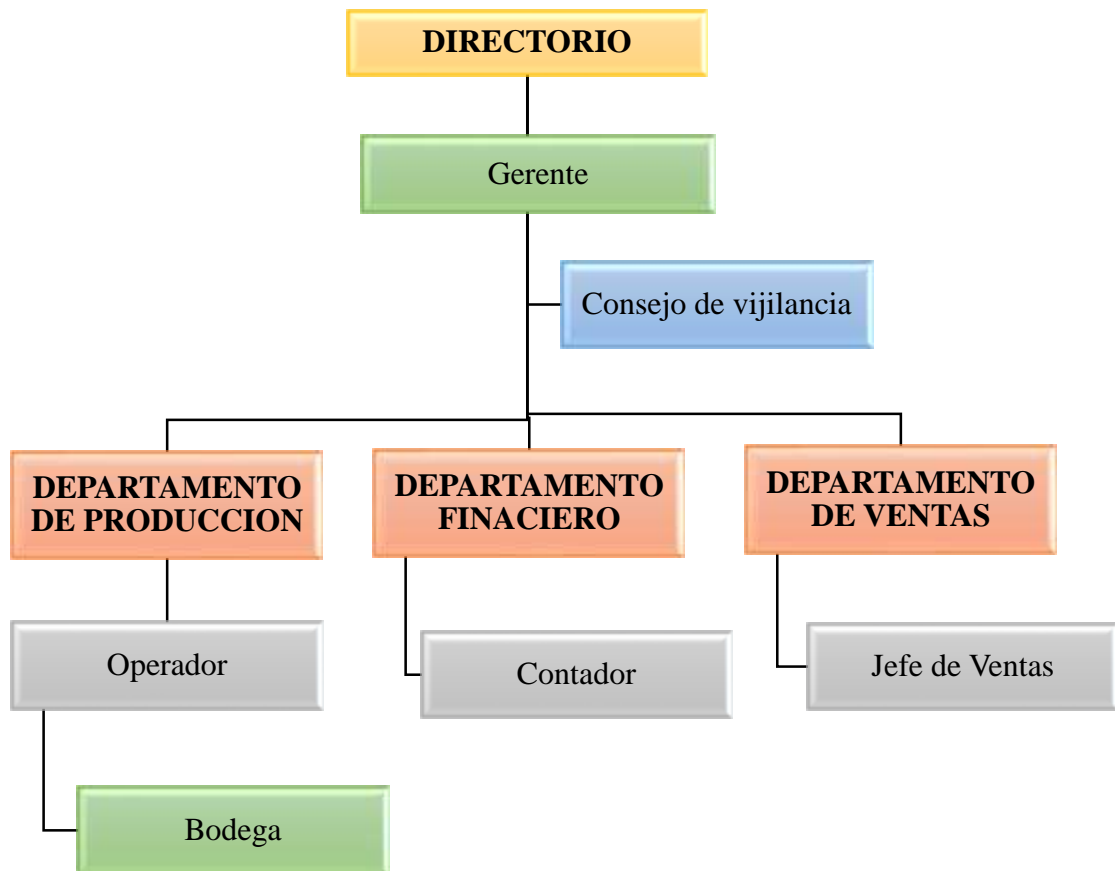 DIRECTORIO
Gerente
Consejo de vijilancia
DEPARTAMENTO
DE PRODUCCION
DEPARTAMENTO
FINACIERO
DEPARTAMENTO
DE VENTAS
Operador
Contador
Jefe de Ventas
Bodega